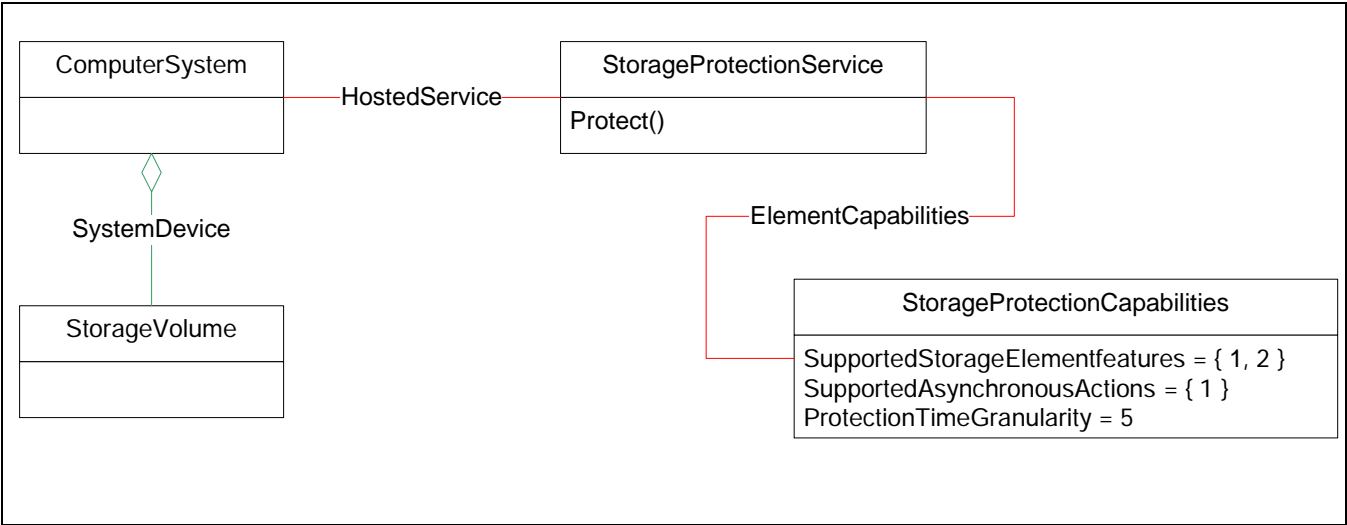 ComputerSystem
StorageProtectionService
HostedService
Protect()
ElementCapabilities
SystemDevice
StorageProtectionCapabilities
StorageVolume
SupportedStorageElementfeatures = { 1, 2 }
SupportedAsynchronousActions = { 1 }
ProtectionTimeGranularity = 5